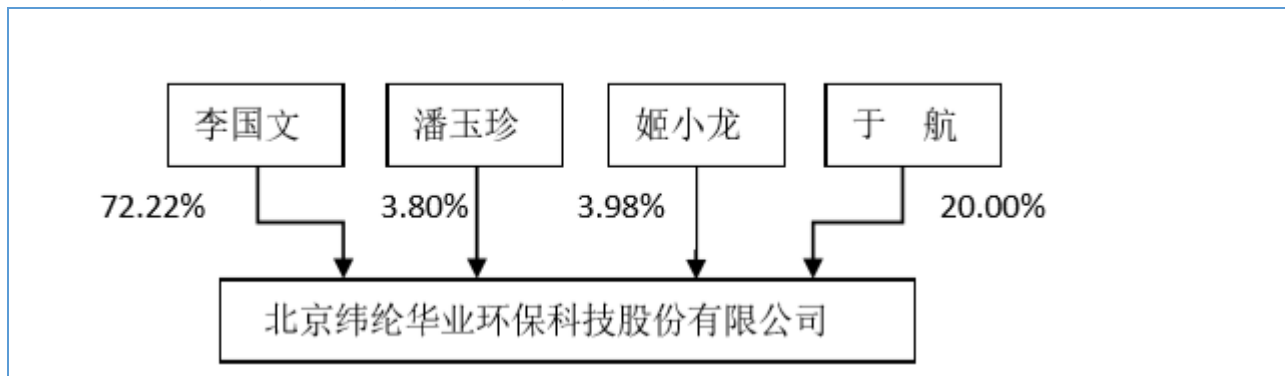 李国文 潘玉珍 姬小龙 于 航
72.22% 3.80% 3.98% 20.00%
北京纬纶华业环保科技股份有限公司